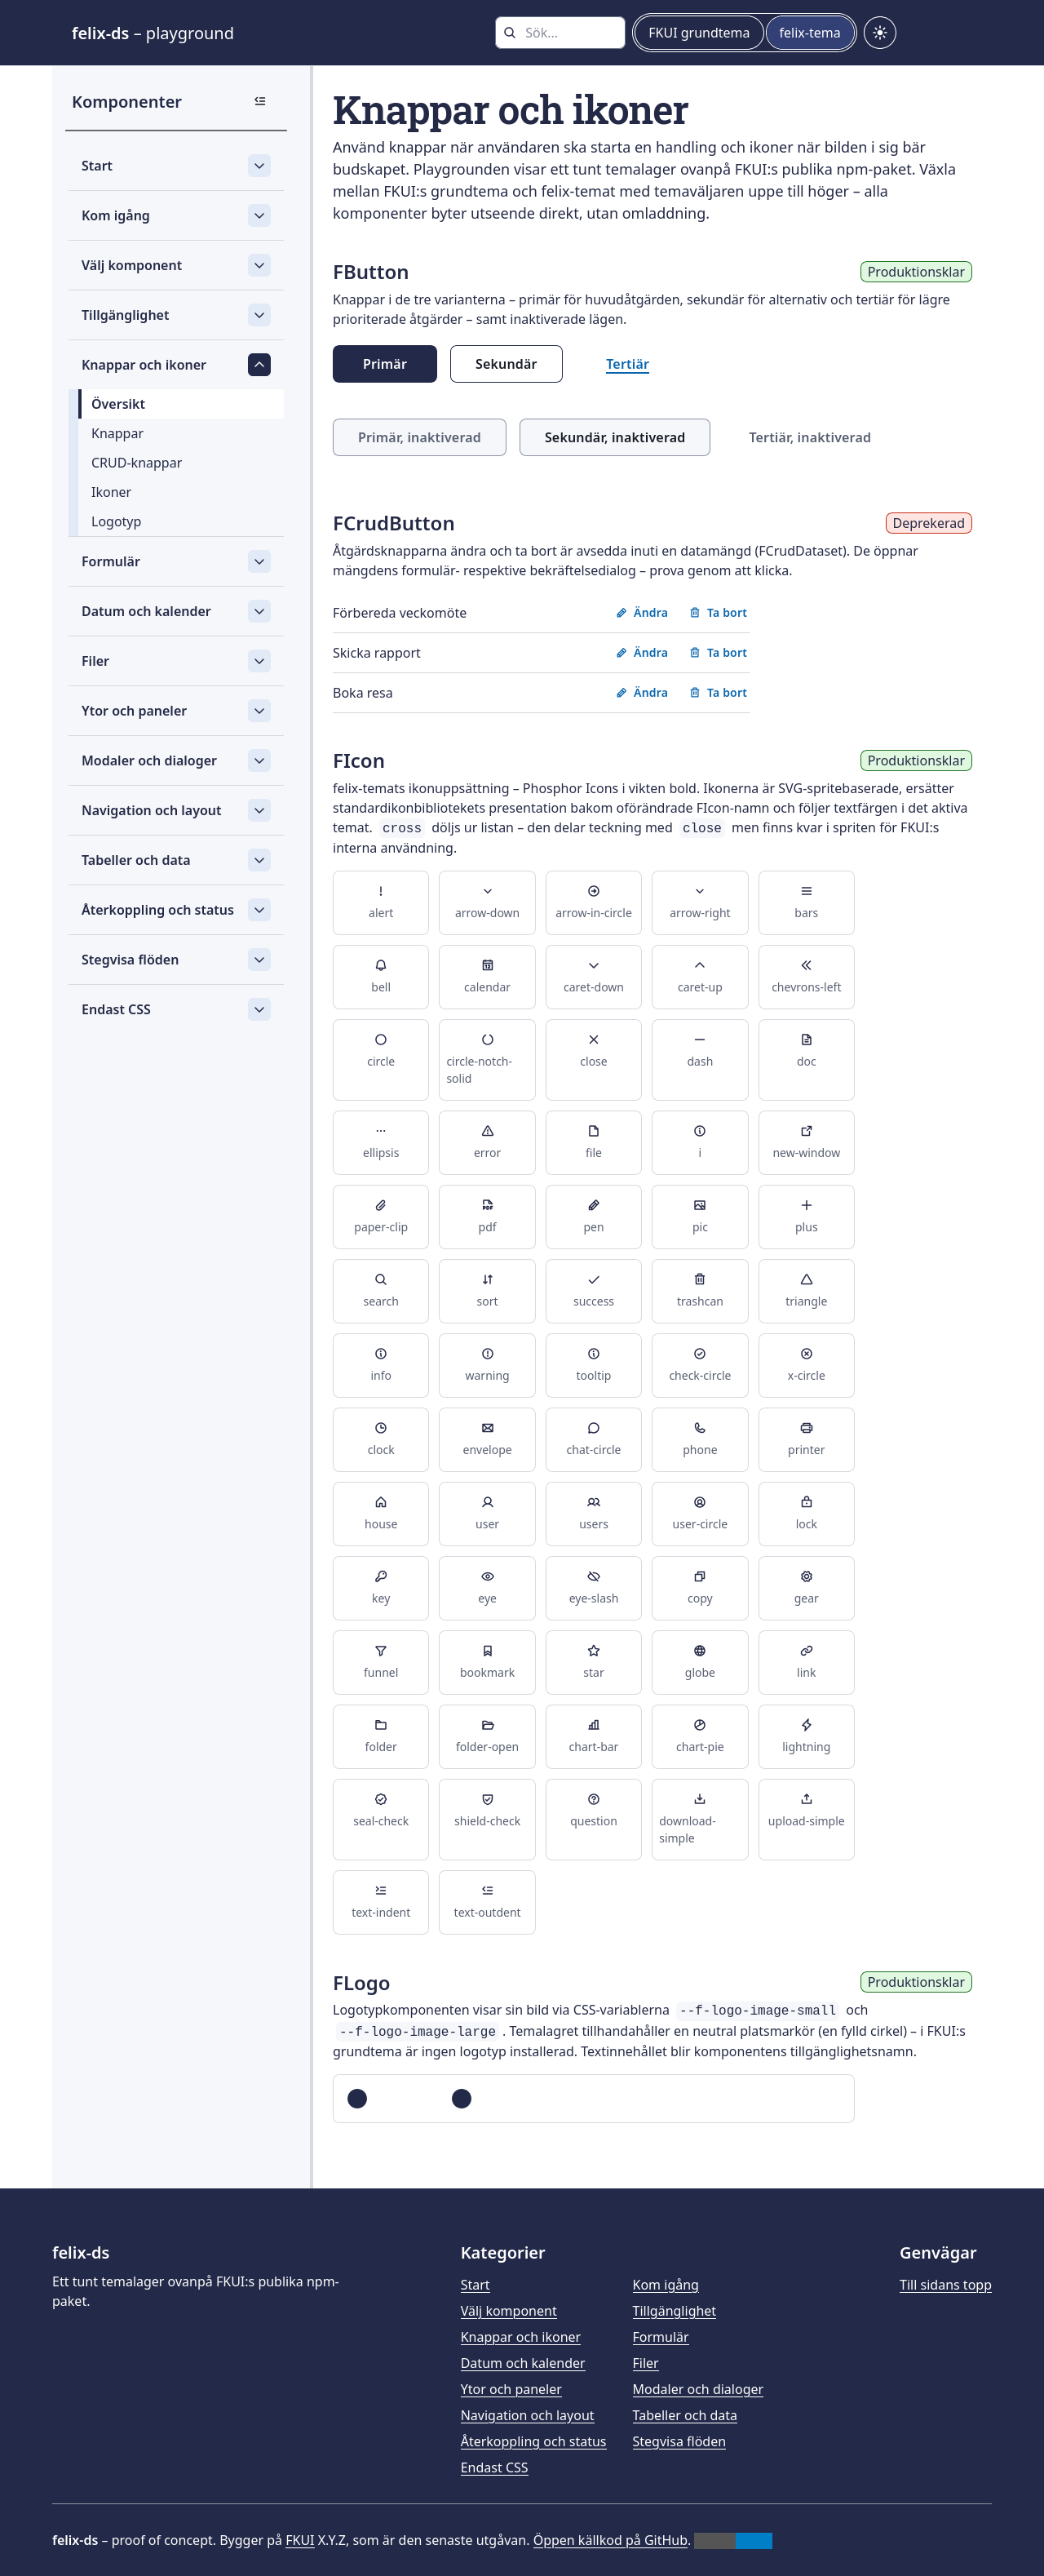 felix-ds – playground
Sök...
FKUI grundtema
felix-tema
Komponenter
Start
Kom igång
Välj komponent
Tillgänglighet
Knappar och ikoner
Översikt
Knappar
CRUD-knappar
Ikoner
Logotyp
Formulär
Datum och kalender
Filer
Ytor och paneler
Modaler och dialoger
Navigation och layout
Tabeller och data
Återkoppling och status
Stegvisa flöden
Endast CSS
Knappar och ikoner
Använd knappar när användaren ska starta en handling och ikoner när bilden i sig bär
budskapet. Playgrounden visar ett tunt temalager ovanpå FKUI:s publika npm-paket. Växla
mellan FKUI:s grundtema och felix-temat med temaväljaren uppe till höger – alla
komponenter byter utseende direkt, utan omladdning.
FButton
Produktionsklar
Knappar i de tre varianterna – primär för huvudåtgärden, sekundär för alternativ och tertiär för lägre
prioriterade åtgärder – samt inaktiverade lägen.
Primär
Sekundär
Tertiär
Primär, inaktiverad
Sekundär, inaktiverad
Tertiär, inaktiverad
FCrudButton
Deprekerad
Åtgärdsknapparna ändra och ta bort är avsedda inuti en datamängd (FCrudDataset). De öppnar
mängdens formulär- respektive bekräftelsedialog – prova genom att klicka.
Förbereda veckomöte
Ändra
Ta bort
Skicka rapport
Ändra
Ta bort
Boka resa
Ändra
Ta bort
FIcon
Produktionsklar
felix-temats ikonuppsättning – Phosphor Icons i vikten bold. Ikonerna är SVG-spritebaserade, ersätter
standardikonbibliotekets presentation bakom oförändrade FIcon-namn och följer textfärgen i det aktiva
temat. cross döljs ur listan – den delar teckning med close men finns kvar i spriten för FKUI:s
interna användning.
alert
arrow-down
arrow-in-circle
arrow-right
bars
bell
calendar
caret-down
caret-up
chevrons-left
circle
circle-notch-
solid
close
dash
doc
ellipsis
error
file
i
new-window
paper-clip
pdf
pen
pic
plus
search
sort
success
trashcan
triangle
info
warning
tooltip
check-circle
x-circle
clock
envelope
chat-circle
phone
printer
house
user
users
user-circle
lock
key
eye
eye-slash
copy
gear
funnel
bookmark
star
globe
link
folder
folder-open
chart-bar
chart-pie
lightning
seal-check
shield-check
question
download-
simple
upload-simple
text-indent
text-outdent
FLogo
Produktionsklar
Logotypkomponenten visar sin bild via CSS-variablerna --f-logo-image-small och
--f-logo-image-large . Temalagret tillhandahåller en neutral platsmarkör (en fylld cirkel) – i FKUI:s
grundtema är ingen logotyp installerad. Textinnehållet blir komponentens tillgänglighetsnamn.
felix-ds
Ett tunt temalager ovanpå FKUI:s publika npm-
paket.
Kategorier
Start
Kom igång
Välj komponent
Tillgänglighet
Knappar och ikoner
Formulär
Datum och kalender
Filer
Ytor och paneler
Modaler och dialoger
Navigation och layout
Tabeller och data
Återkoppling och status
Stegvisa flöden
Endast CSS
Genvägar
Till sidans topp
felix-ds – proof of concept. Bygger på FKUI X.Y.Z, som är den senaste utgåvan. Öppen källkod på GitHub.